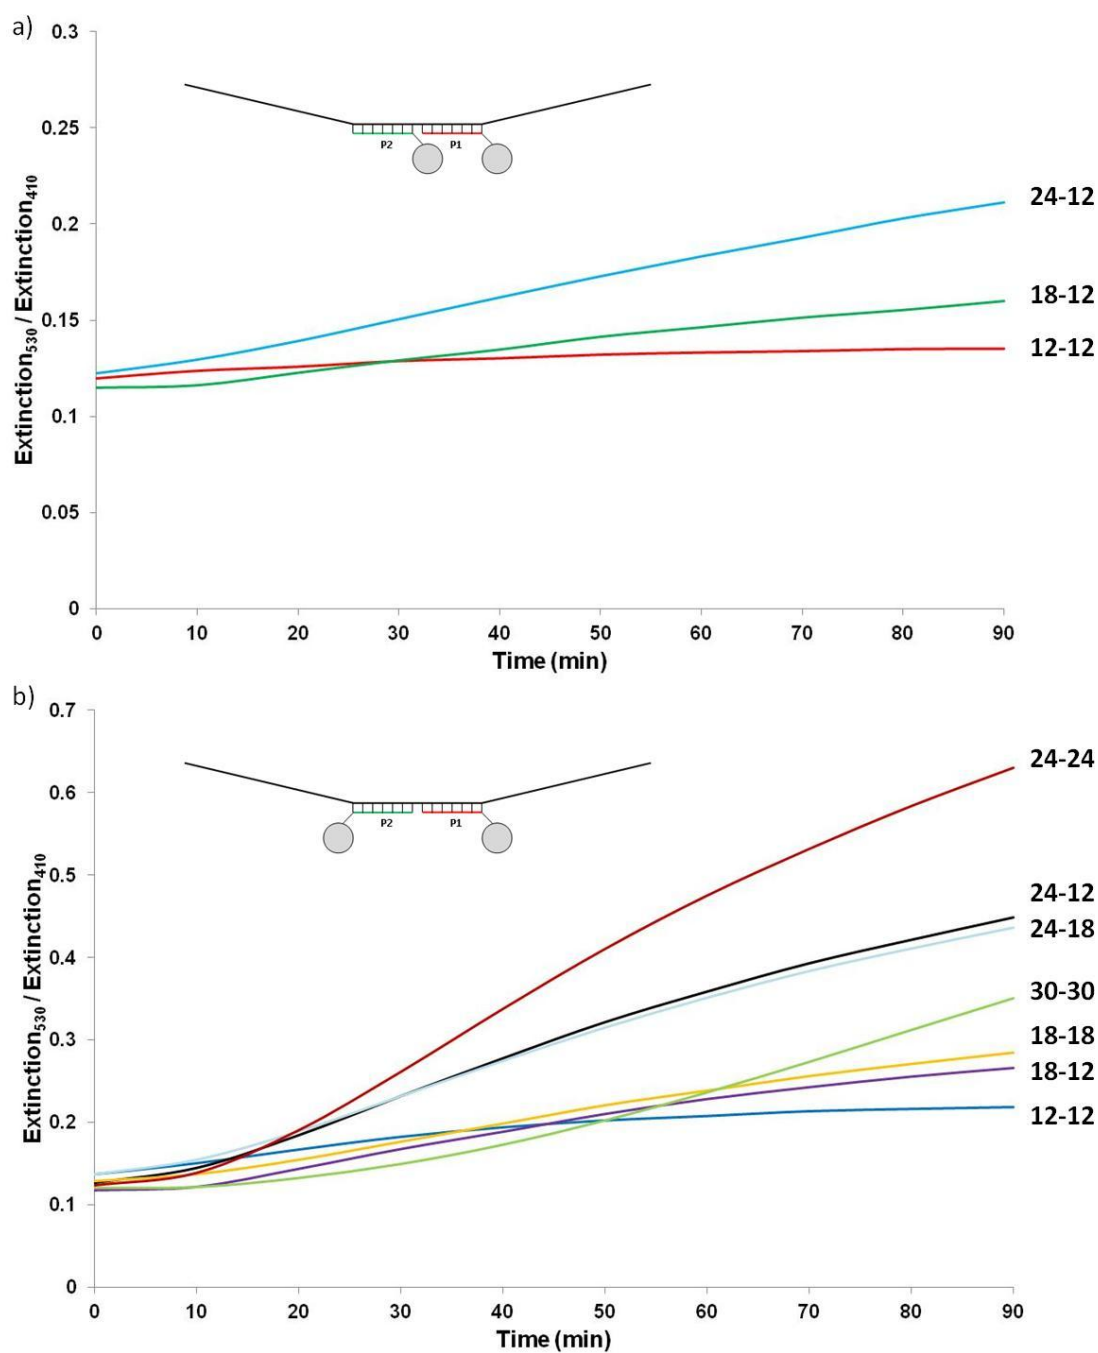 a)
0.3
0.25
0.2
0.15
0.1
0.05
0
Extinction₅₃₀ / Extinction₄₁₀
P2 P1
24-12
18-12
12-12
0 10 20 30 40 50 60 70 80 90
Time (min)
b)
0.7
0.6
0.5
0.4
0.3
0.2
0.1
0
Extinction₅₃₀ / Extinction₄₁₀
P2 P1
24-24
24-12
24-18
30-30
18-18
18-12
12-12
0 10 20 30 40 50 60 70 80 90
Time (min)